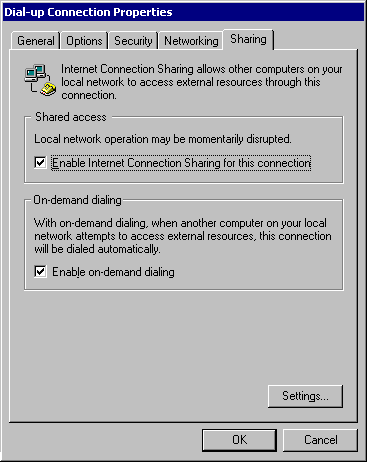 Dial-up Connection Properties
General Options Security Networking Sharing
Internet Connection Sharing allows other computers on your
local network to access external resources through this
connection.
Shared access
Local network operation may be momentarily disrupted.
Enable Internet Connection Sharing for this connection
On-demand dialing
With on-demand dialing, when another computer on your local
network attempts to access external resources, this connection
will be dialed automatically.
Enable on-demand dialing
Settings...
OK Cancel